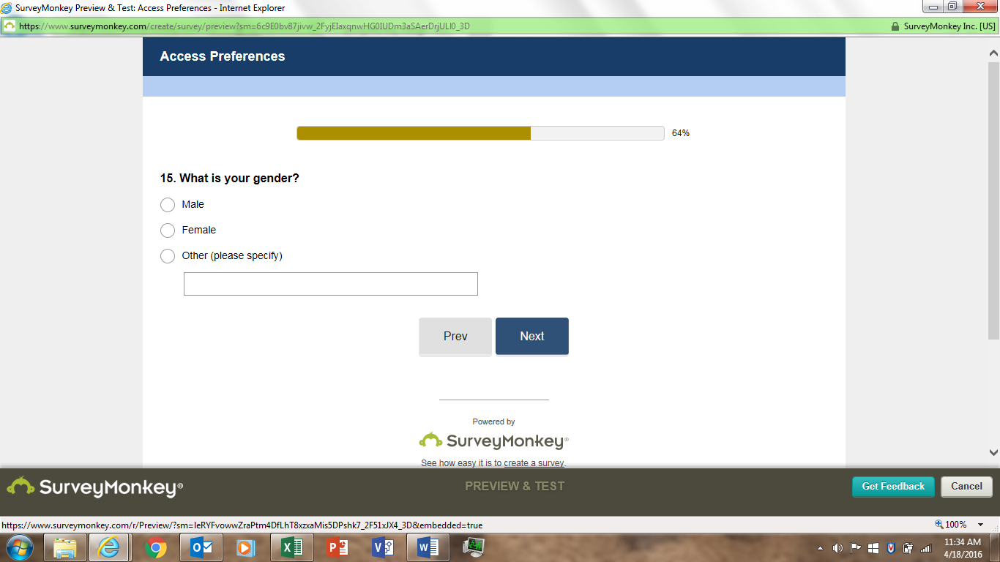 SurveyMonkey Preview & Test: Access Preferences - Internet Explorer
https://www.surveymonkey.com/create/survey/preview?sm=6c9E0bv87jivw_2FyjEIaxqnwHG0IUDm3aSAerDrjULI0_3D
SurveyMonkey Inc. [US]
Access Preferences
64%
15. What is your gender?
Male
Female
Other (please specify)
Prev
Next
Powered by
SurveyMonkey®
See how easy it is to create a survey.
SurveyMonkey®
PREVIEW & TEST
Get Feedback
Cancel
https://www.surveymonkey.com/r/Preview/?sm=IeRYFvowwZraPtm4DfLhT8xzxaMis5DPshk7_2F51xJX4_3D&embedded=true
100%
11:34 AM
4/18/2016